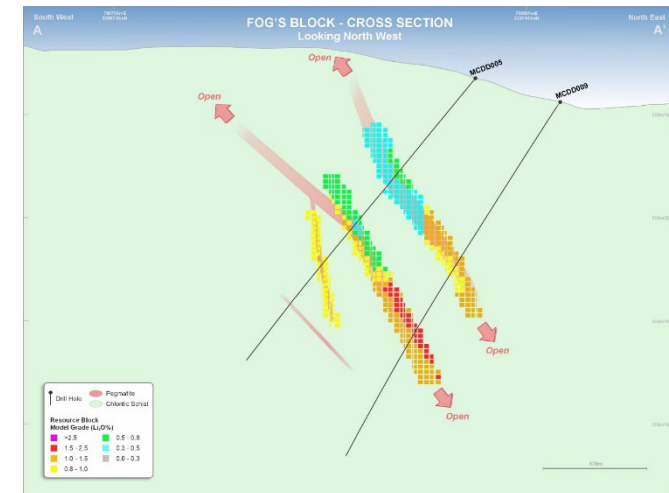 South West
A
FOG'S BLOCK - CROSS SECTION
Looking North West
North East
A'
Open
Open
MCDD005
MCDD009
Open
Open
Drill Hole
Pegmatite
Chloritic Schist
Resource Block
Model Grade (Li₂O%)
>2.5
1.5 - 2.5
1.0 - 1.5
0.8 - 1.0
0.5 - 0.8
0.3 - 0.5
0.0 - 0.3
100m